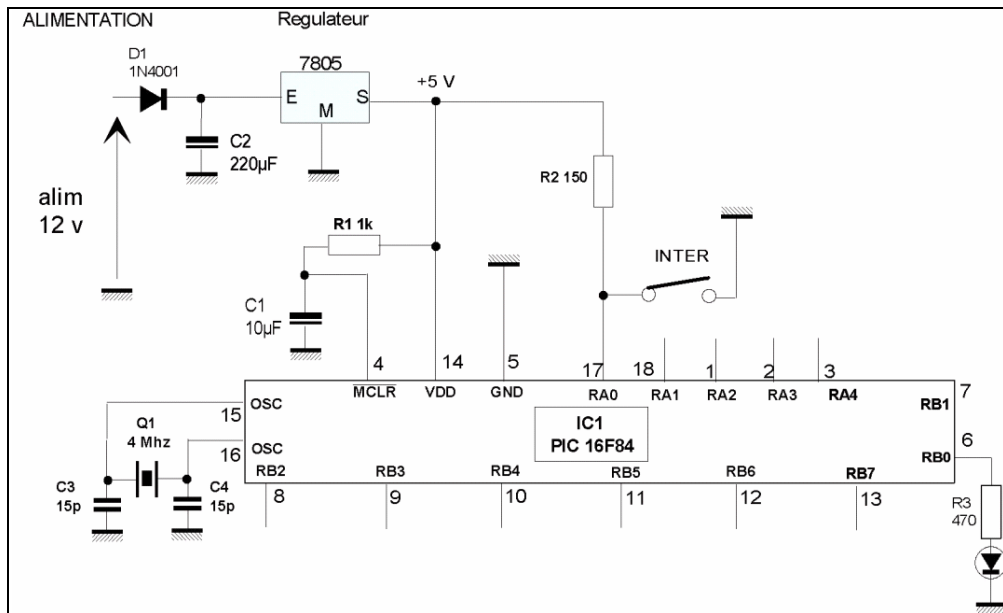 ALIMENTATION
Regulateur
D1
1N4001
7805
+5 V
E
S
M
C2
220µF
R2 150
alim
12 v
R1 1k
INTER
C1
10µF
4
14
5
17
18
1
2
3
MCLR
VDD
GND
RA0
RA1
RA2
RA3
RA4
7
RB1
15
OSC
IC1
PIC 16F84
6
RB0
Q1
4 Mhz
16
OSC
RB2
RB3
RB4
RB5
RB6
RB7
8
9
10
11
12
13
C3
15p
C4
15p
R3
470